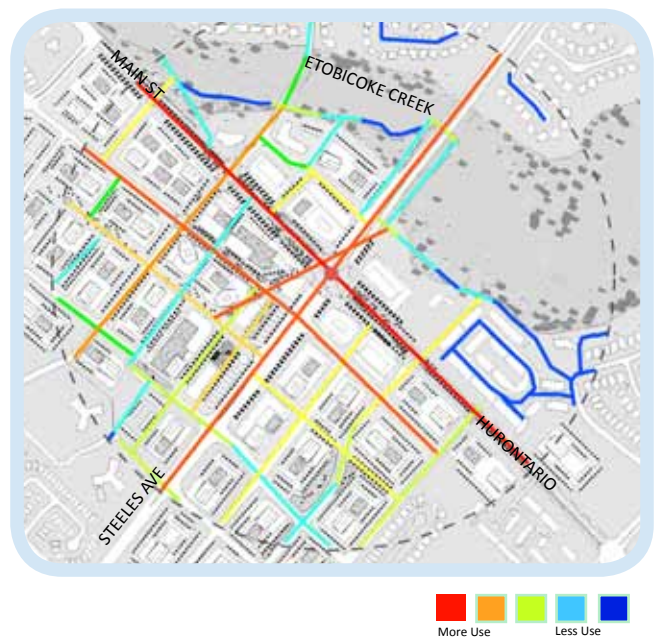 MAIN ST
ETOBICOKE CREEK
HURONTARIO
STEELES AVE
More Use
Less Use